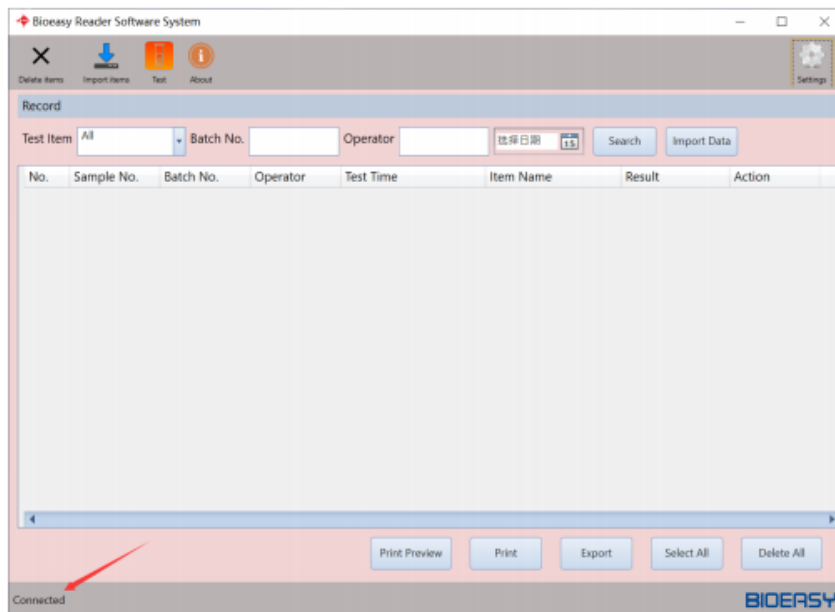 Bioeasy Reader Software System
Delete items Import Items Test About Settings
Record
Test Item All Batch No. Operator 选择日期 15 Search Import Data
No. Sample No. Batch No. Operator Test Time Item Name Result Action
Print Preview Print Export Select All Delete All
Connected BIOEASY